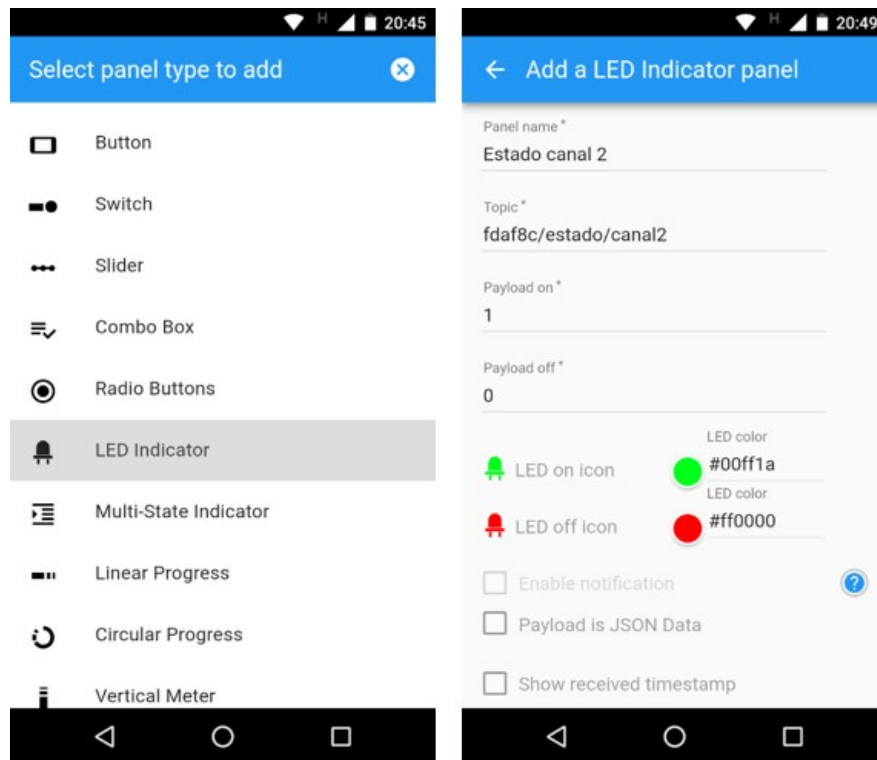 H 20:45
Select panel type to add
Button
Switch
Slider
Combo Box
Radio Buttons
LED Indicator
Multi-State Indicator
Linear Progress
Circular Progress
Vertical Meter
H 20:49
Add a LED Indicator panel
Panel name *
Estado canal 2
Topic *
fdaf8c/estado/canal2
Payload on *
1
Payload off *
0
LED color
LED on icon #00ff1a
LED color
LED off icon #ff0000
Enable notification ?
Payload is JSON Data
Show received timestamp